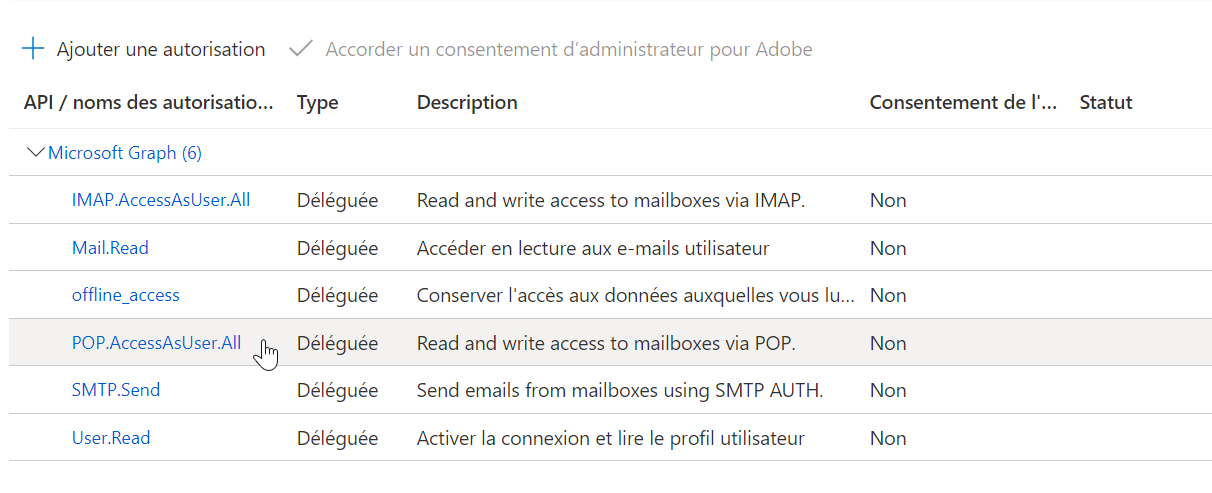 Ajouter une autorisation Accorder un consentement d’administrateur pour Adobe
API / noms des autorisatio... Type Description Consentement de l'... Statut
Microsoft Graph (6)
IMAP.AccessAsUser.All Déléguée Read and write access to mailboxes via IMAP. Non
Mail.Read Déléguée Accéder en lecture aux e-mails utilisateur Non
offline_access Déléguée Conserver l'accès aux données auxquelles vous lu... Non
POP.AccessAsUser.All Déléguée Read and write access to mailboxes via POP. Non
SMTP.Send Déléguée Send emails from mailboxes using SMTP AUTH. Non
User.Read Déléguée Activer la connexion et lire le profil utilisateur Non